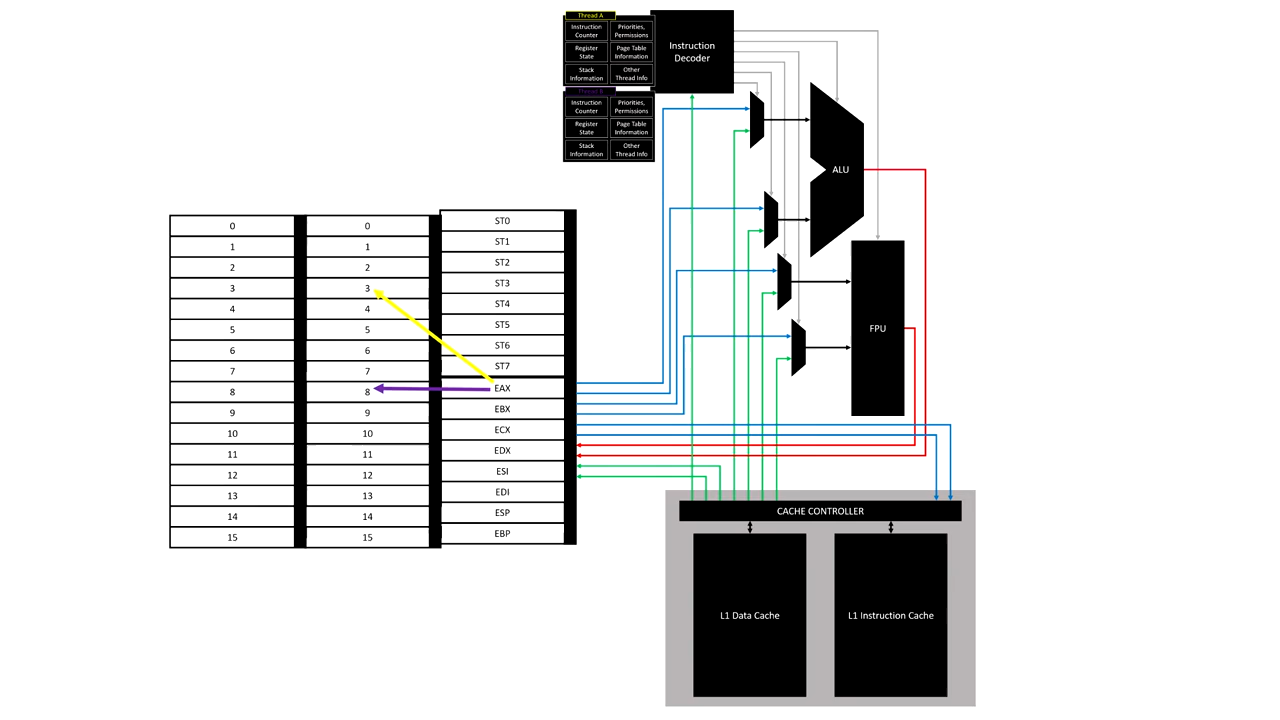 Thread A
Instruction
Counter
Priorities,
Permissions
Register
State
Page Table
Information
Stack
Information
Other
Thread Info
Thread B
Instruction
Counter
Priorities,
Permissions
Register
State
Page Table
Information
Stack
Information
Other
Thread Info
Instruction
Decoder
ALU
FPU
0 0 ST0
1 1 ST1
2 2 ST2
3 3 ST3
4 4 ST4
5 5 ST5
6 6 ST6
7 7 ST7
8 8 EAX
9 9 EBX
10 10 ECX
11 11 EDX
12 12 ESI
13 13 EDI
14 14 ESP
15 15 EBP
CACHE CONTROLLER
L1 Data Cache
L1 Instruction Cache